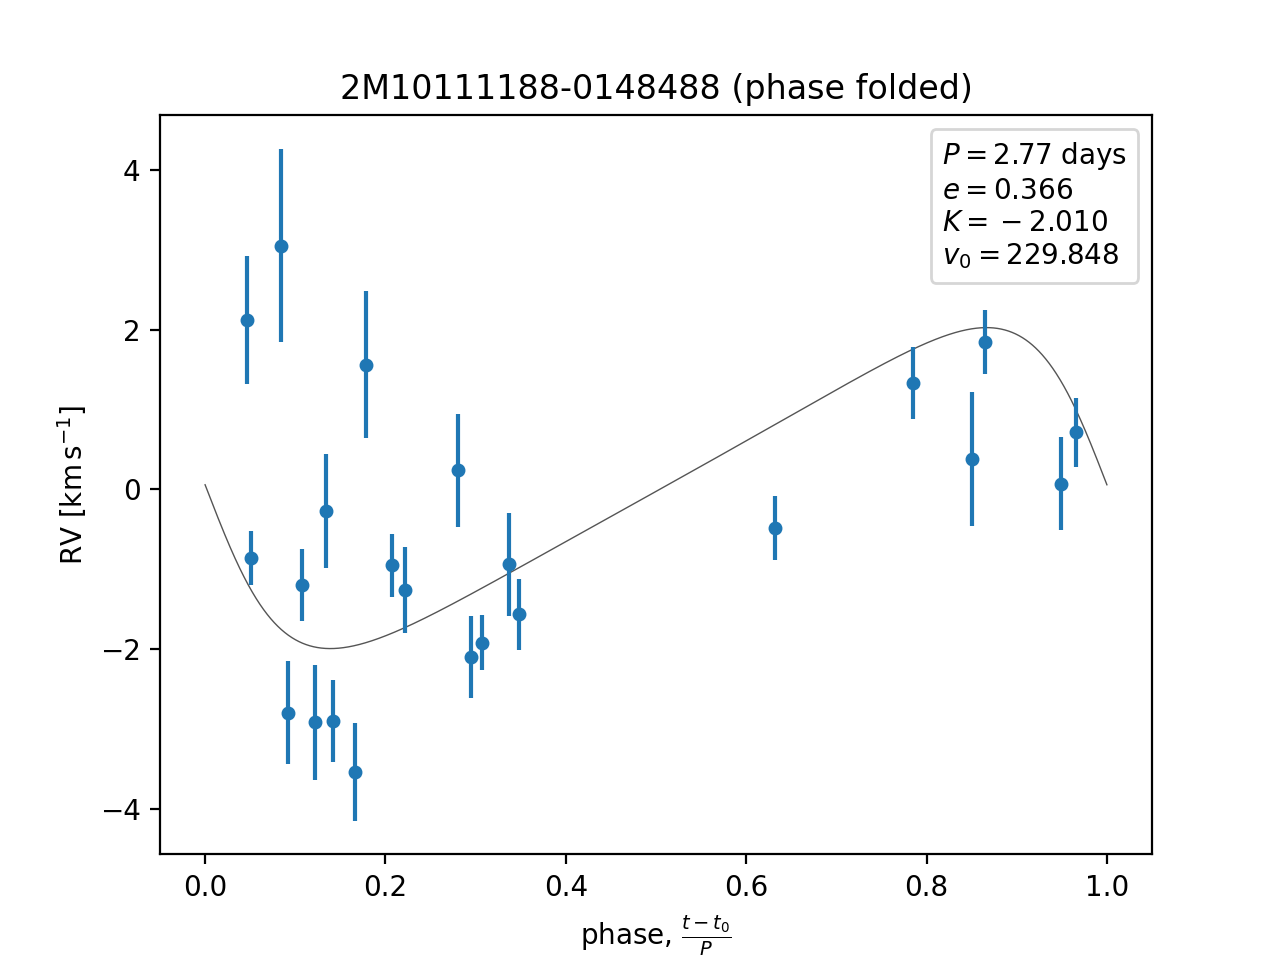 2M10111188-0148488 (phase folded)
P = 2.77 days
e = 0.366
K = −2.010
v₀ = 229.848
4
2
0
−2
−4
RV [km s⁻¹]
0.0 0.2 0.4 0.6 0.8 1.0
phase, (t − t₀)/P